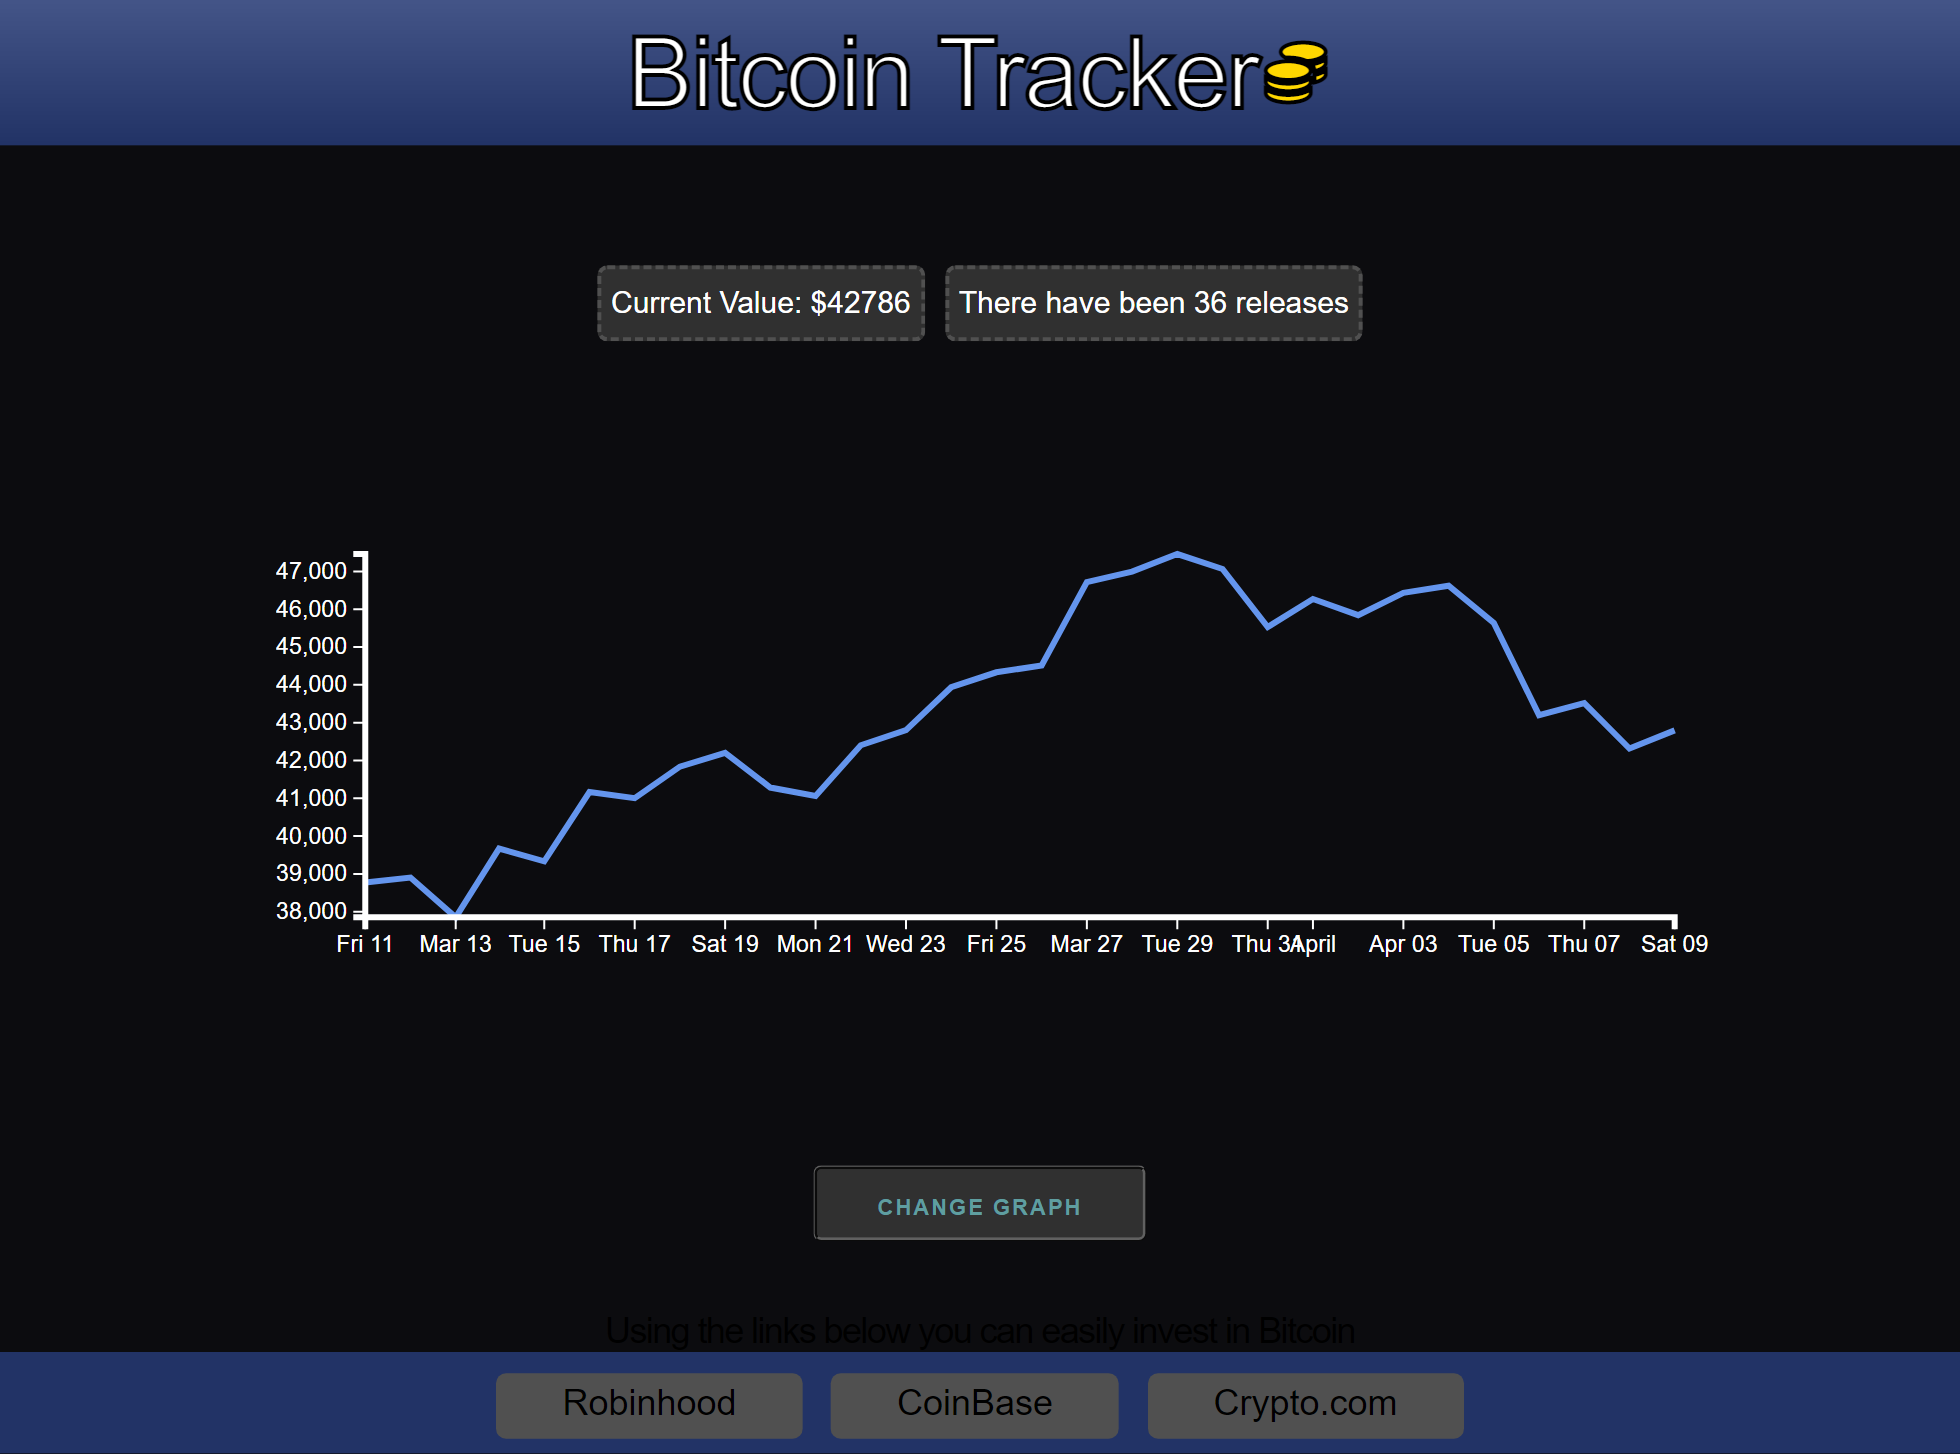 Bitcoin Tracker
Current Value: $42786
There have been 36 releases
47,000
46,000
45,000
44,000
43,000
42,000
41,000
40,000
39,000
38,000
Fri 11 Mar 13 Tue 15 Thu 17 Sat 19 Mon 21 Wed 23 Fri 25 Mar 27 Tue 29 Thu 31 April Apr 03 Tue 05 Thu 07 Sat 09
CHANGE GRAPH
Using the links below you can easily invest in Bitcoin
Robinhood CoinBase Crypto.com